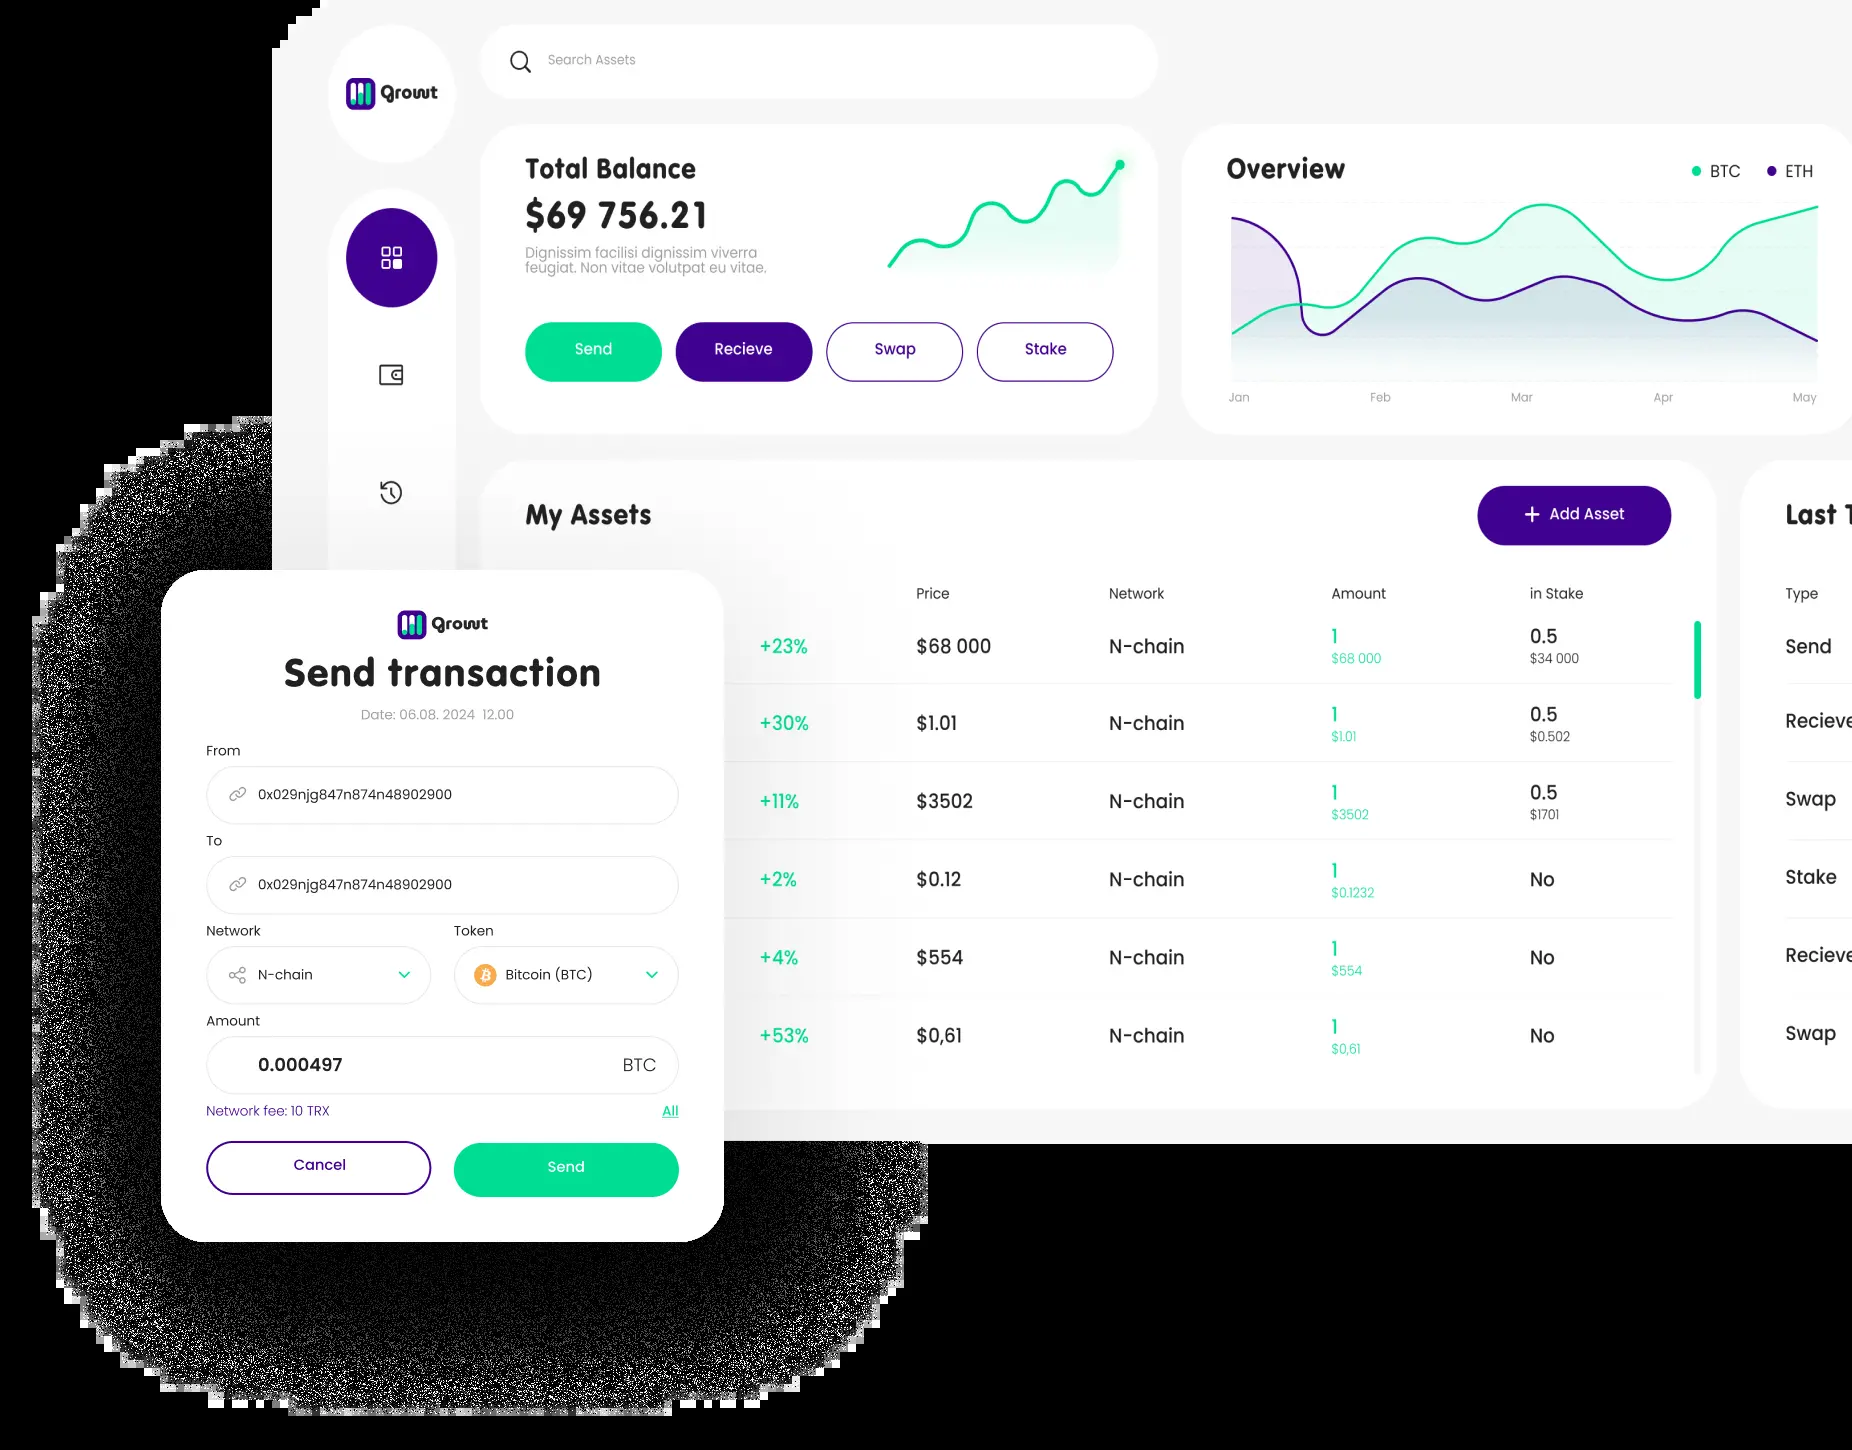 Growt
Search Assets
Total Balance
$69 756.21
Dignissim facilisi dignissim viverra
feugiat. Non vitae volutpat eu vitae.
Send
Recieve
Swap
Stake
Overview
BTC
ETH
Jan
Feb
Mar
Apr
May
My Assets
+ Add Asset
Price
Network
Amount
in Stake
+23%
$68 000
N-chain
1
$68 000
0.5
$34 000
+30%
$1.01
N-chain
1
$1.01
0.5
$0.502
+11%
$3502
N-chain
1
$3502
0.5
$1701
+2%
$0.12
N-chain
1
$0.1232
No
+4%
$554
N-chain
1
$554
No
+53%
$0,61
N-chain
1
$0,61
No
Last
Type
Send
Recieve
Swap
Stake
Recieve
Swap
Growt
Send transaction
Date: 06.08. 2024 12.00
From
0x029njg847n874n48902900
To
0x029njg847n874n48902900
Network
Token
N-chain
Bitcoin (BTC)
Amount
0.000497
BTC
Network fee: 10 TRX
All
Cancel
Send